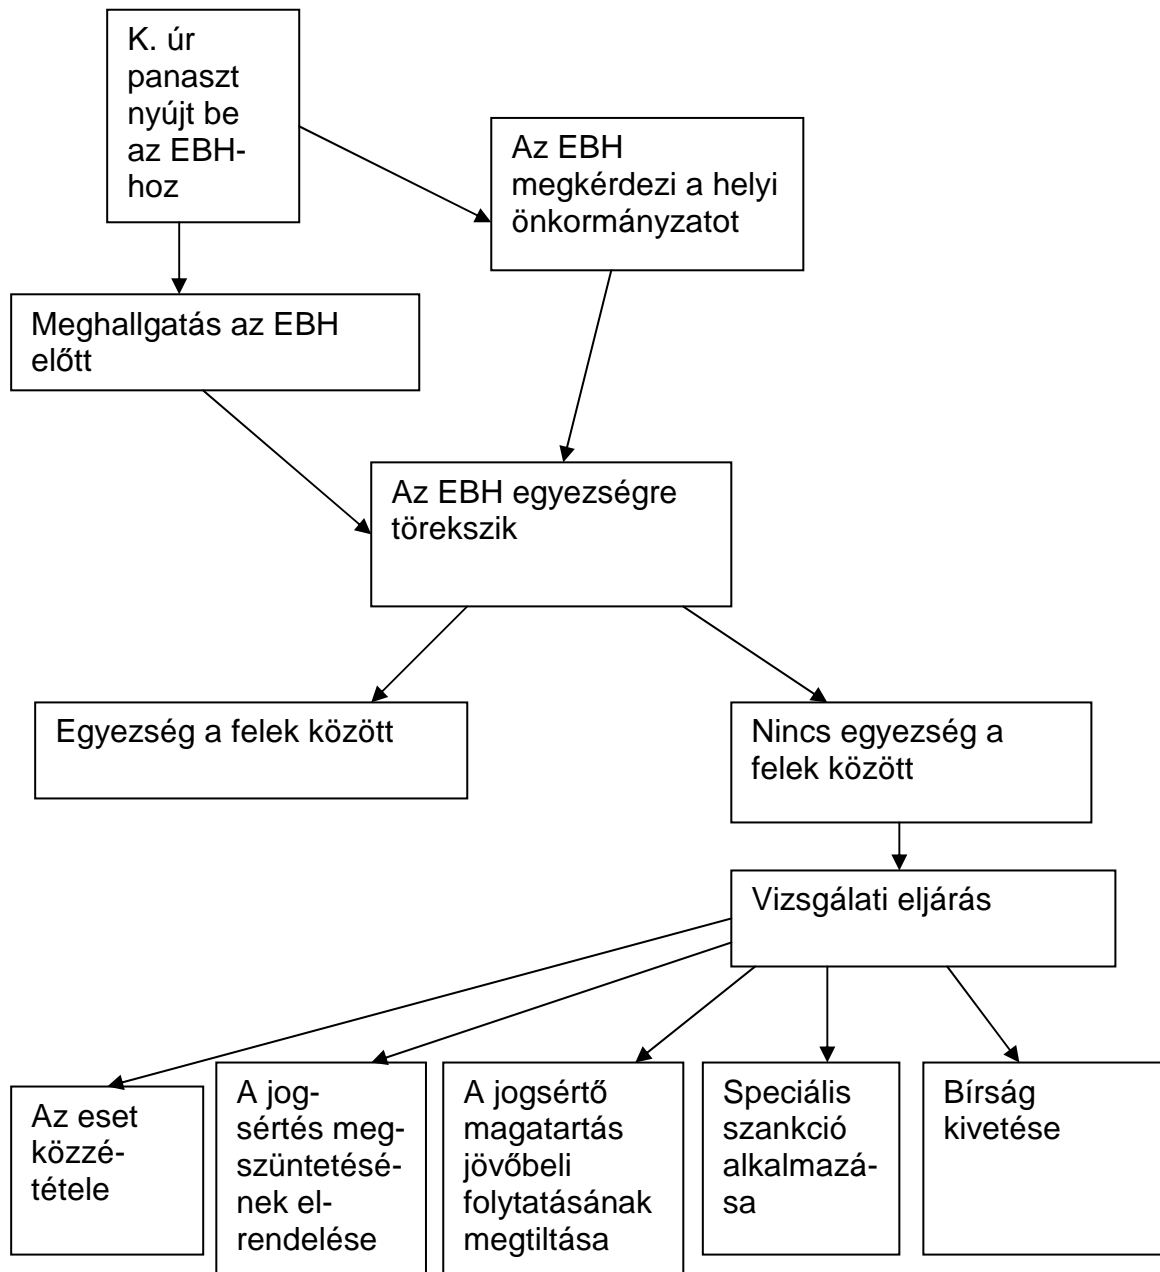 K. úr
panaszt
nyújt be
az EBH-
hoz
Az EBH
megkérdezi a helyi
önkormányzatot
Meghallgatás az EBH
előtt
Az EBH egyezségre
törekszik
Egyezség a felek között
Nincs egyezség a
felek között
Vizsgálati eljárás
Az eset
közzé-
tétele
A jog-
sértés meg-
szüntetésé-
nek el-
rendelése
A jogsértő
magatartás
jövőbeli
folytatásának
megtiltása
Speciális
szankció
alkalmazá-
sa
Bírság
kivetése